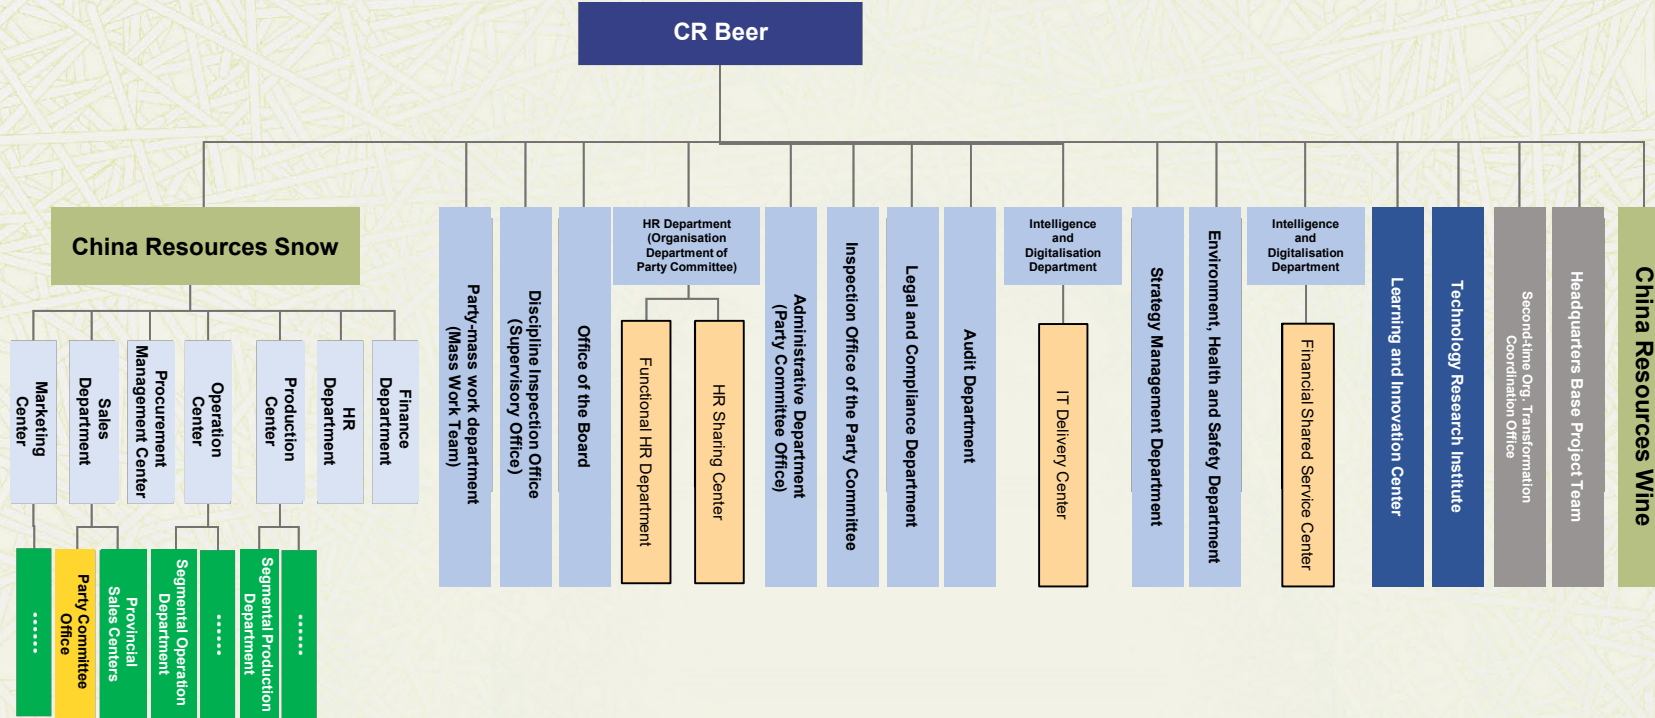 CR Beer
China Resources Snow
Party-mass work department
(Mass Work Team)
Discipline Inspection Office
(Supervisory Office)
Office of the Board
HR Department
(Organisation
Department of
Party Committee)
Functional HR Department
HR Sharing Center
Administrative Department
(Party Committee Office)
Inspection Office of the Party Committee
Legal and Compliance Department
Audit Department
Intelligence
and
Digitalisation
Department
IT Delivery Center
Strategy Management Department
Environment, Health and Safety Department
Intelligence
and
Digitalisation
Department
Financial Shared Service Center
Learning and Innovation Center
Technology Research Institute
Second-time Org. Transformation
Coordination Office
Headquarters Base Project Team
China Resources Wine
Marketing
Center
Sales
Department
Procurement
Management Center
Operation
Center
Production
Center
HR
Department
Finance
Department
......
Party Committee
Office
Provincial
Sales Centers
Segmental Operation
Department
......
Segmental Production
Department
......